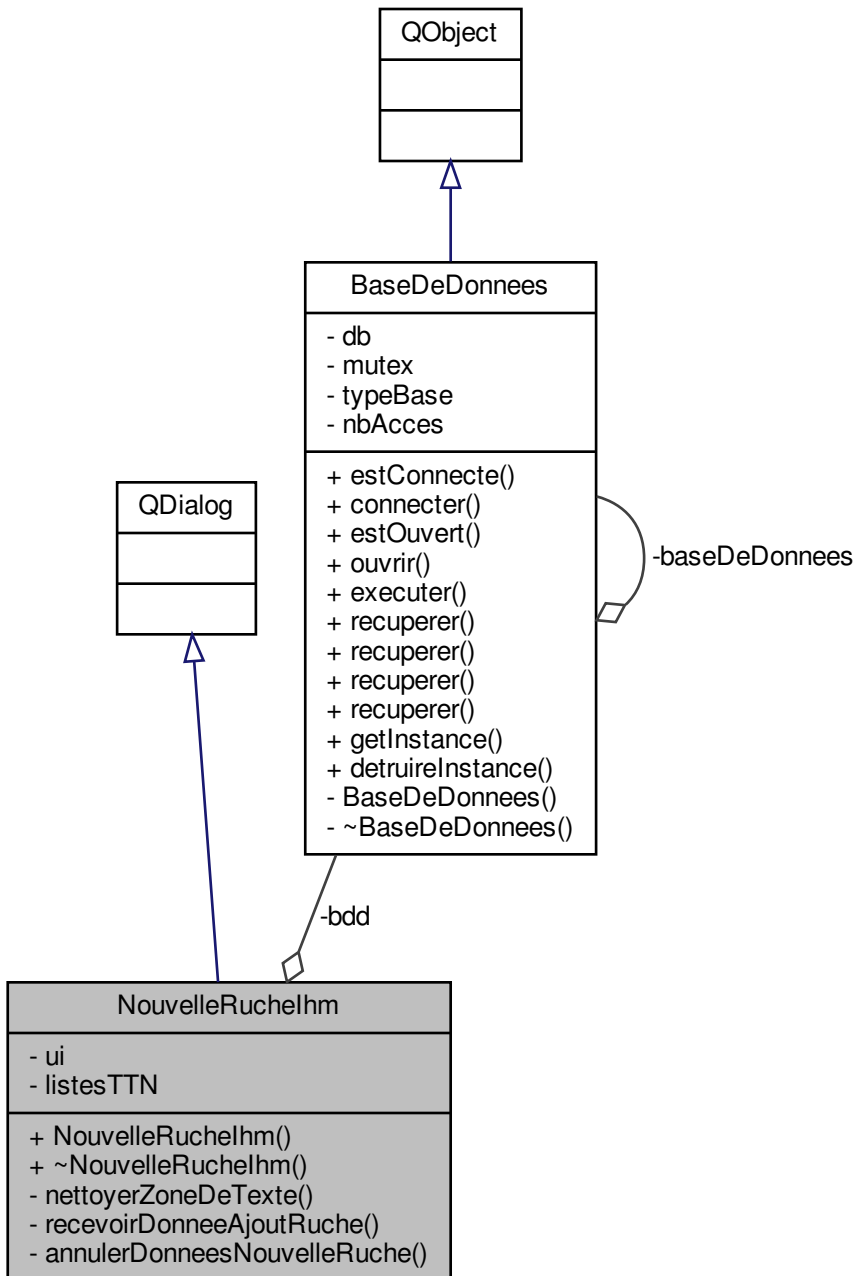 QObject
BaseDeDonnees
- db
- mutex
- typeBase
- nbAcces
+ estConnecte()
+ connecter()
+ estOuvert()
+ ouvrir()
+ executer()
+ recuperer()
+ recuperer()
+ recuperer()
+ recuperer()
+ getInstance()
+ detruireInstance()
- BaseDeDonnees()
- ~BaseDeDonnees()
-baseDeDonnees
QDialog
-bdd
NouvelleRucheIhm
- ui
- listesTTN
+ NouvelleRucheIhm()
+ ~NouvelleRucheIhm()
- nettoyerZoneDeTexte()
- recevoirDonneeAjoutRuche()
- annulerDonneesNouvelleRuche()